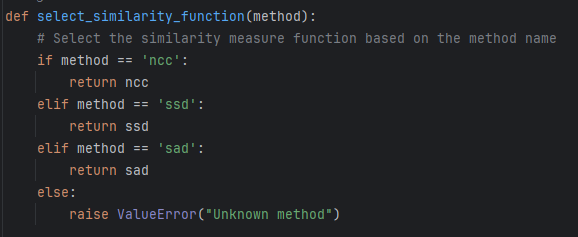 def select_similarity_function(method):
    # Select the similarity measure function based on the method name
    if method == 'ncc':
        return ncc
    elif method == 'ssd':
        return ssd
    elif method == 'sad':
        return sad
    else:
        raise ValueError("Unknown method")